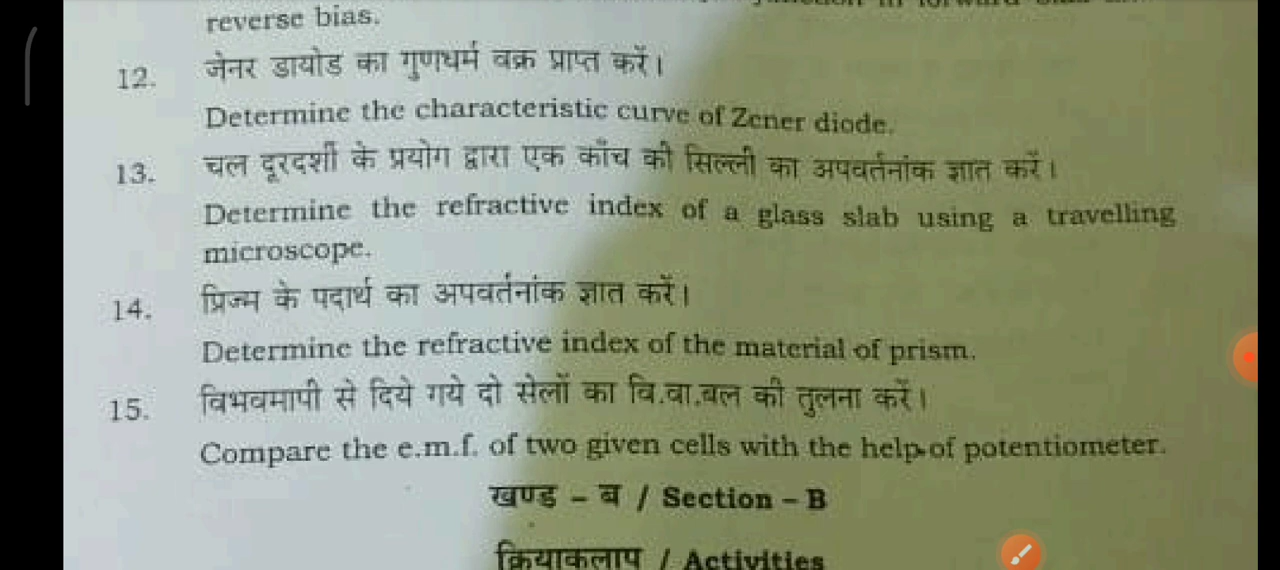 reverse bias.
12. जेनर डायोड का गुणधर्म वक्र प्राप्त करें।
Determine the characteristic curve of Zener diode.
13. चल दूरदर्शी के प्रयोग द्वारा एक काँच की सिल्ली का अपवर्तनांक ज्ञात करें।
Determine the refractive index of a glass slab using a travelling
microscope.
14. प्रिज्म के पदार्थ का अपवर्तनांक ज्ञात करें।
Determine the refractive index of the material of prism.
15. विभवमापी से दिये गये दो सेलों का वि.वा.बल की तुलना करें।
Compare the e.m.f. of two given cells with the help of potentiometer.
खण्ड – ब / Section – B
क्रियाकलाप / Activities